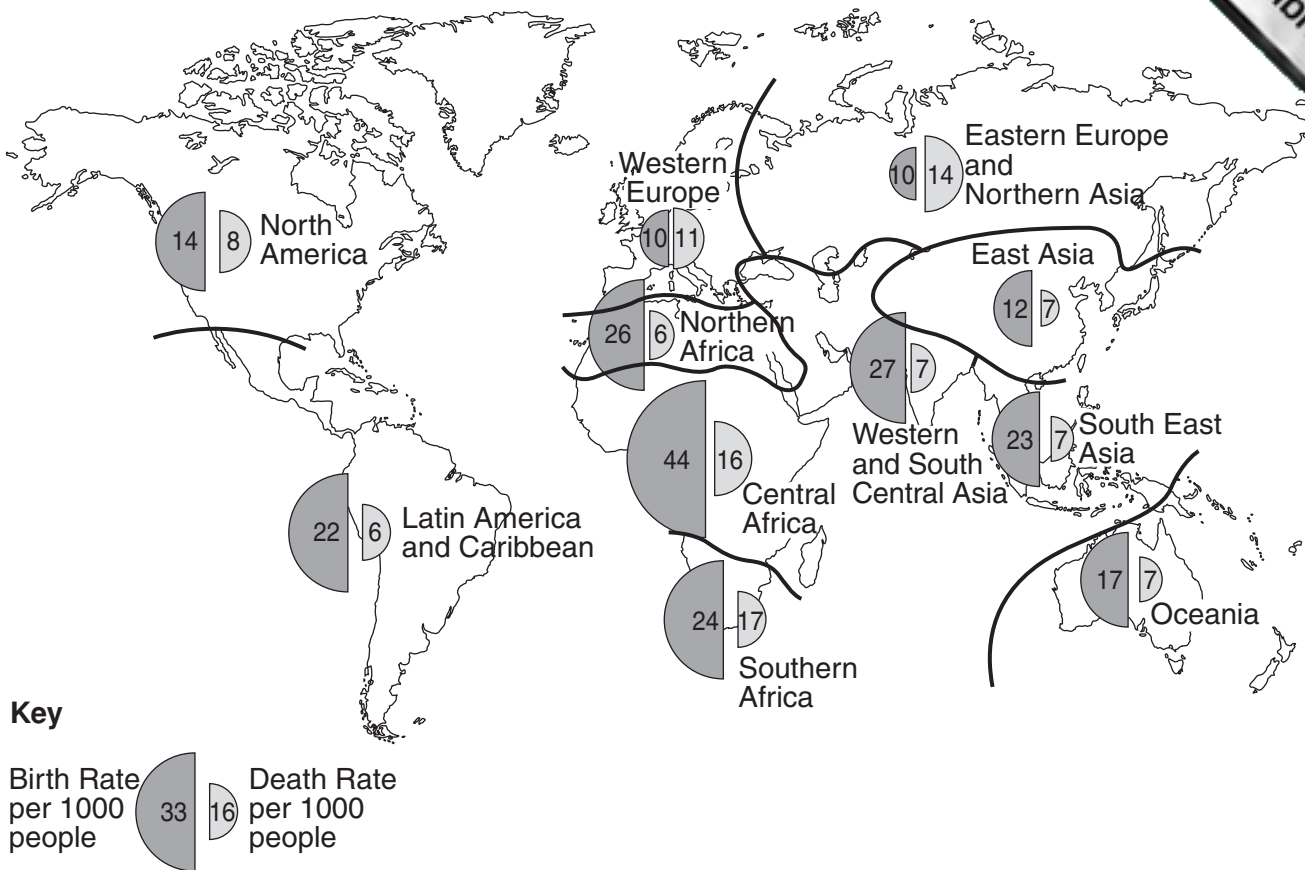 Western
Europe
10 11
Eastern Europe
and
Northern Asia
10 14
North
America
14 8
East Asia
12 7
Northern
Africa
26 6
27 7
Western
and South
Central Asia
South East
Asia
23 7
44 16
Central
Africa
Latin America
and Caribbean
22 6
17 7
Oceania
24 17
Southern
Africa
Key
Birth Rate
per 1000
people
33 16
Death Rate
per 1000
people